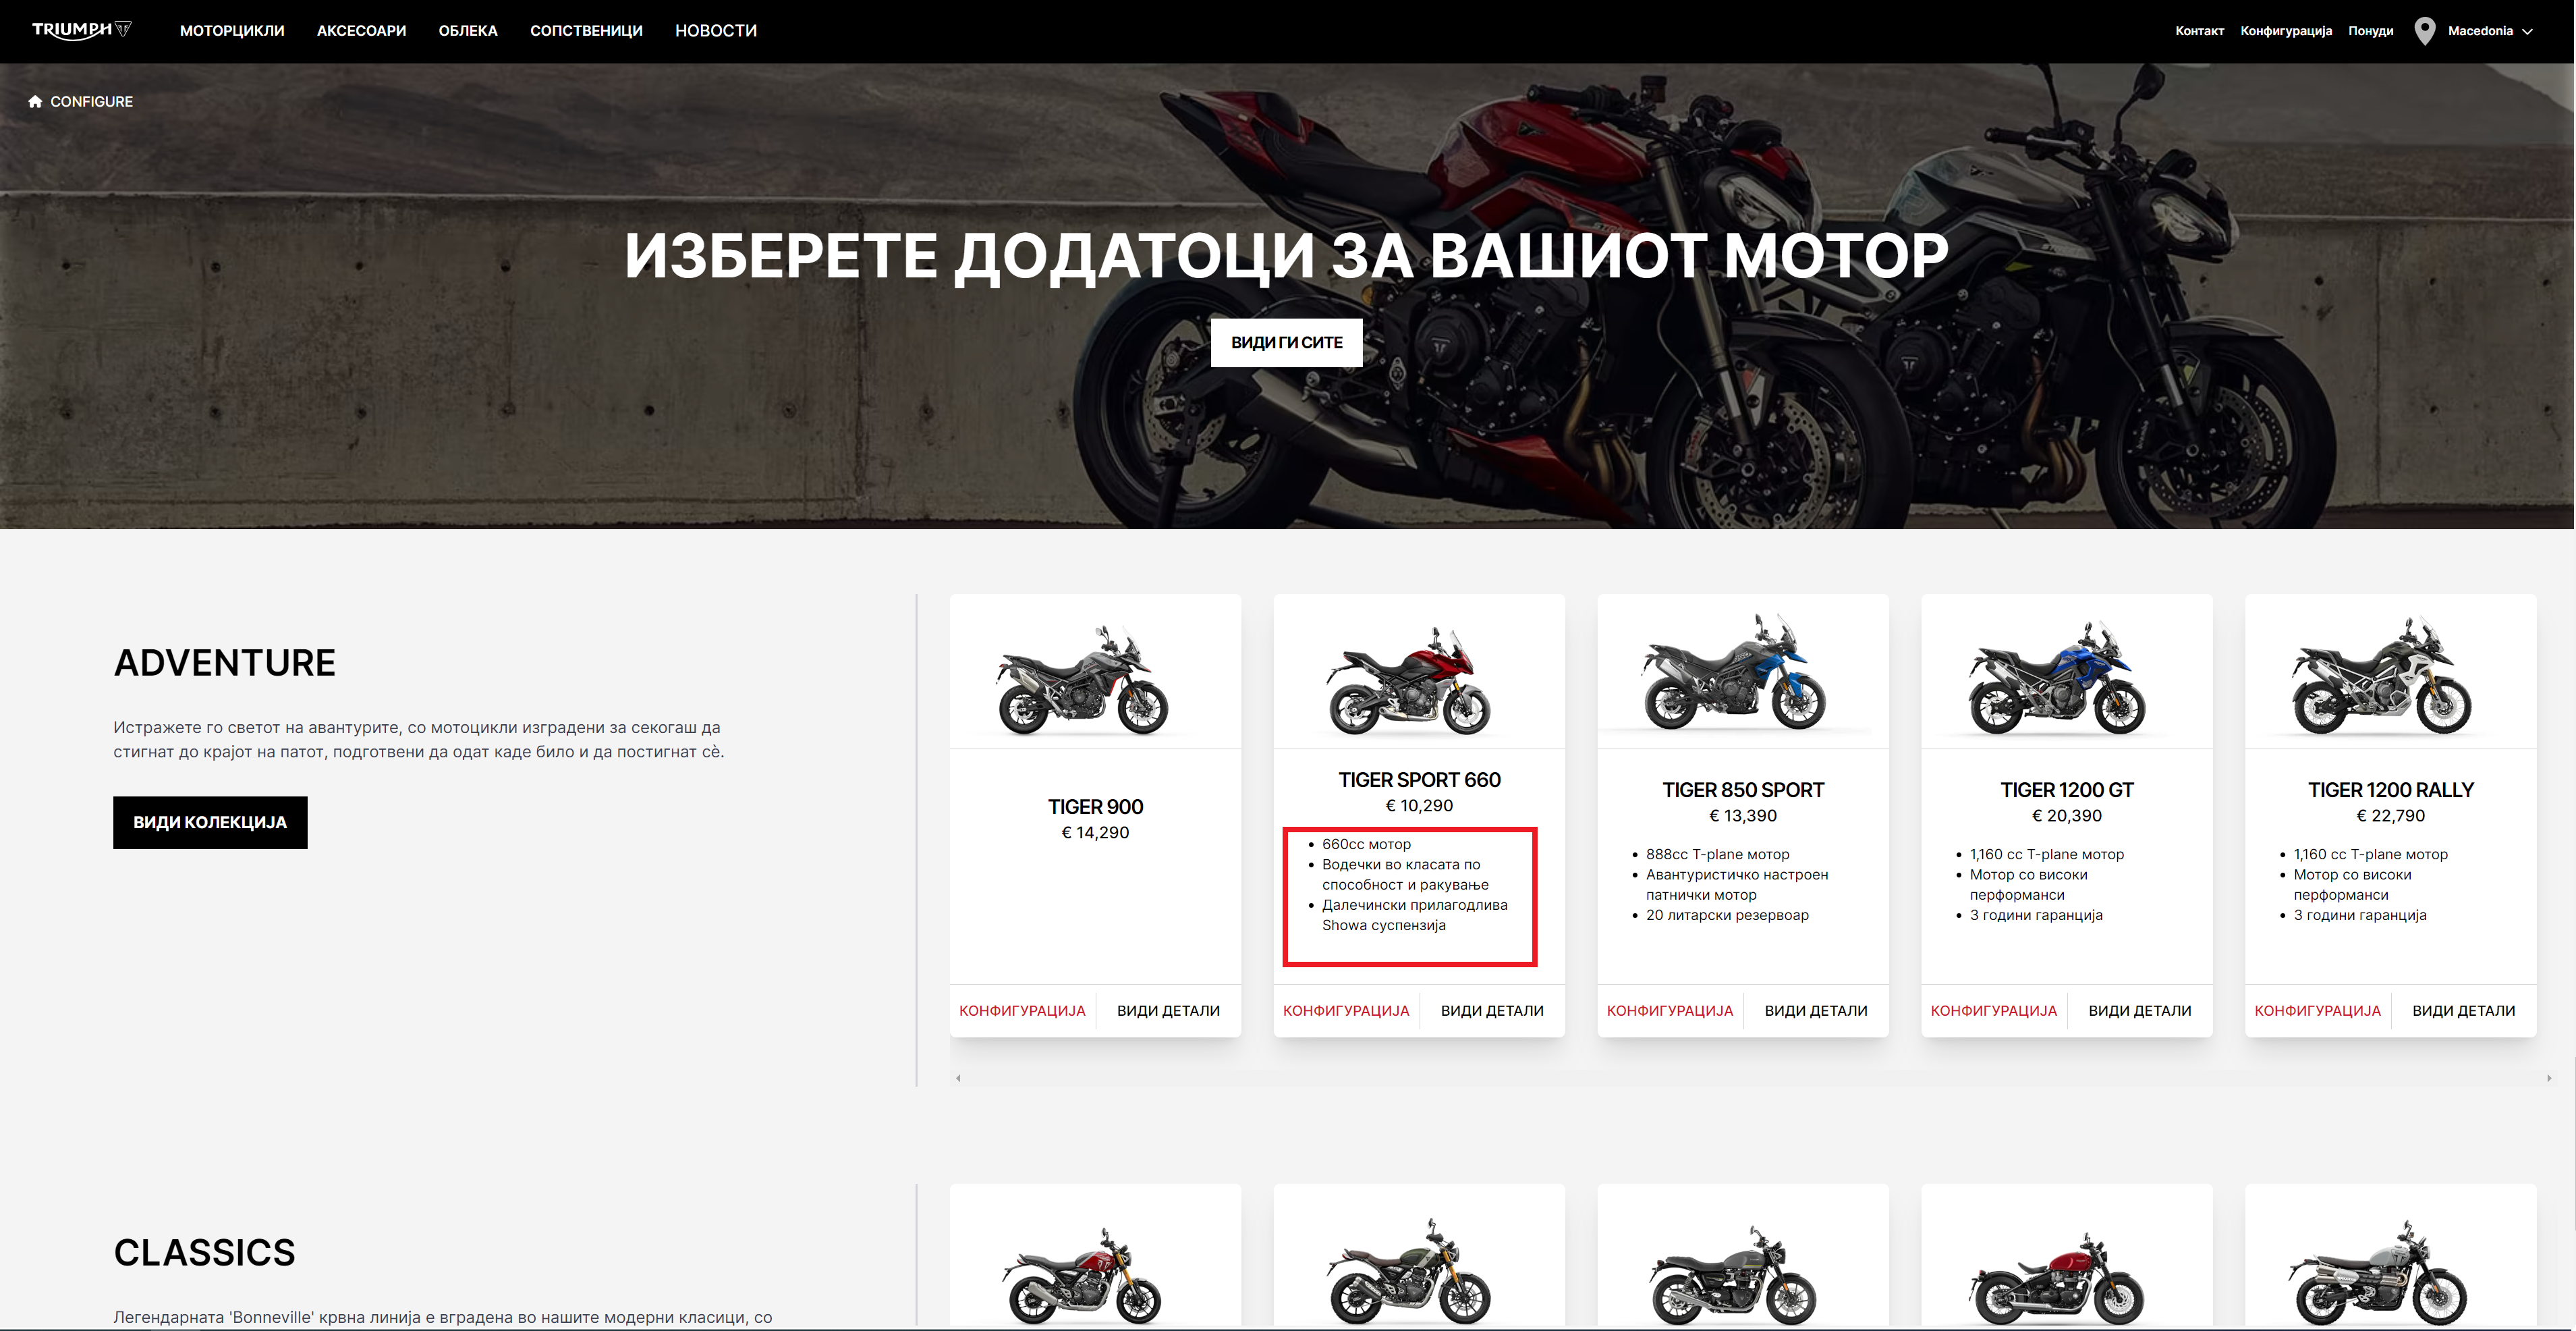 TRIUMPH
МОТОРЦИКЛИ АКСЕСОАРИ ОБЛЕКА СОПСТВЕНИЦИ НОВОСТИ
Контакт Конфигурација Понуди Macedonia
CONFIGURE
ИЗБЕРЕТЕ ДОДАТОЦИ ЗА ВАШИОТ МОТОР
ВИДИ ГИ СИТЕ
ADVENTURE
Истражете го светот на авантурите, со мотоцикли изградени за секогаш да
стигнат до крајот на патот, подготвени да одат каде било и да постигнат сѐ.
ВИДИ КОЛЕКЦИЈА
TIGER 900
€ 14,290
КОНФИГУРАЦИЈА ВИДИ ДЕТАЛИ
TIGER SPORT 660
€ 10,290
660cc мотор
Водечки во класата по
способност и ракување
Далечински прилагодлива
Showa суспензија
КОНФИГУРАЦИЈА ВИДИ ДЕТАЛИ
TIGER 850 SPORT
€ 13,390
888cc T-plane мотор
Авантуристичко настроен
патнички мотор
20 литарски резервоар
КОНФИГУРАЦИЈА ВИДИ ДЕТАЛИ
TIGER 1200 GT
€ 20,390
1,160 cc T-plane мотор
Мотор со високи
перформанси
3 години гаранција
КОНФИГУРАЦИЈА ВИДИ ДЕТАЛИ
TIGER 1200 RALLY
€ 22,790
1,160 cc T-plane мотор
Мотор со високи
перформанси
3 години гаранција
КОНФИГУРАЦИЈА ВИДИ ДЕТАЛИ
CLASSICS
Легендарната 'Bonneville' крвна линија е вградена во нашите модерни класици, со